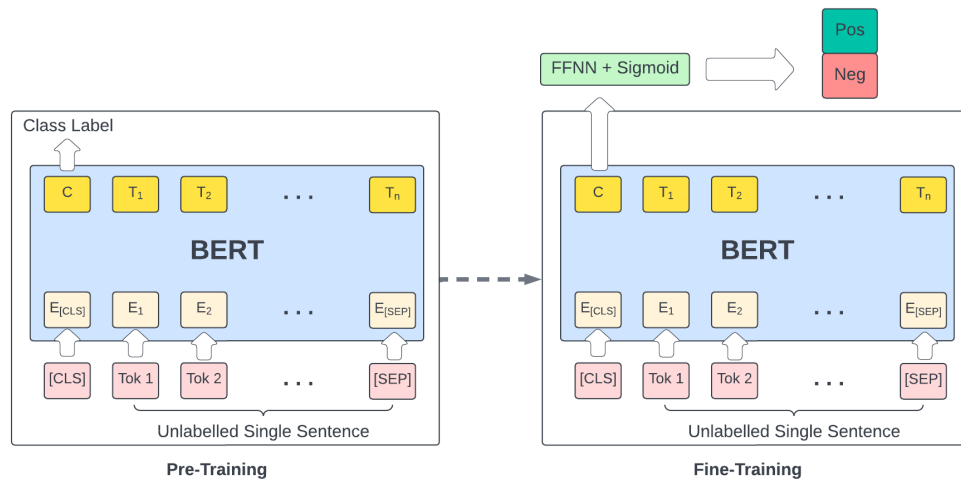 Pos
FFNN + Sigmoid
Neg
Class Label
C T1 T2 ... Tn
BERT
E[CLS] E1 E2 ... E[SEP]
[CLS] Tok 1 Tok 2 ... [SEP]
Unlabelled Single Sentence
Pre-Training
C T1 T2 ... Tn
BERT
E[CLS] E1 E2 ... E[SEP]
[CLS] Tok 1 Tok 2 ... [SEP]
Unlabelled Single Sentence
Fine-Training